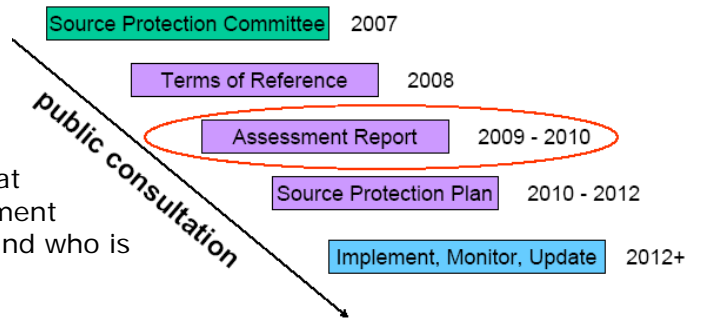 Source Protection Committee 2007
Terms of Reference 2008
public consultation
Assessment Report 2009 - 2010
at
ment
Source Protection Plan 2010 - 2012
nd who is
Implement, Monitor, Update 2012+